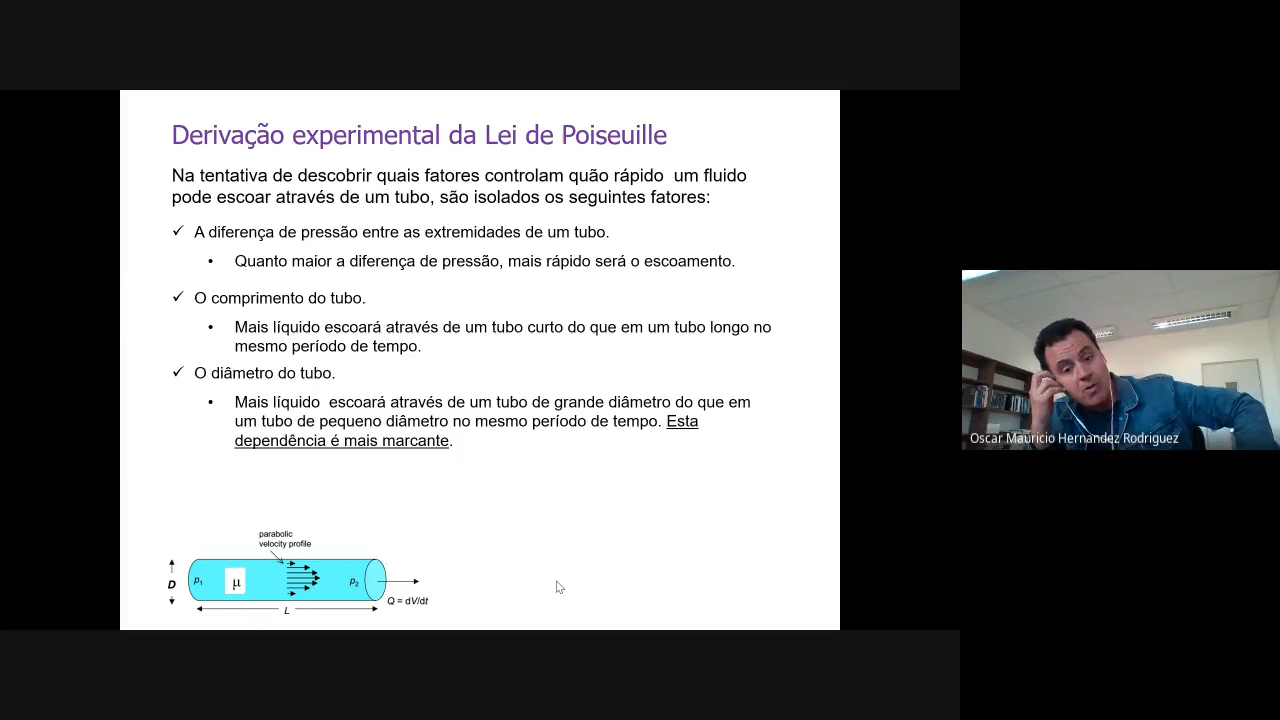 Derivação experimental da Lei de Poiseuille
Na tentativa de descobrir quais fatores controlam quão rápido um fluido
pode escoar através de um tubo, são isolados os seguintes fatores:
✓ A diferença de pressão entre as extremidades de um tubo.
• Quanto maior a diferença de pressão, mais rápido será o escoamento.
✓ O comprimento do tubo.
• Mais líquido escoará através de um tubo curto do que em um tubo longo no
mesmo período de tempo.
✓ O diâmetro do tubo.
• Mais líquido escoará através de um tubo de grande diâmetro do que em
um tubo de pequeno diâmetro no mesmo período de tempo. Esta
dependência é mais marcante.
parabolic
velocity profile
D
p1
μ
p2
Q = dV/dt
L
Oscar Mauricio Hernandez Rodriguez